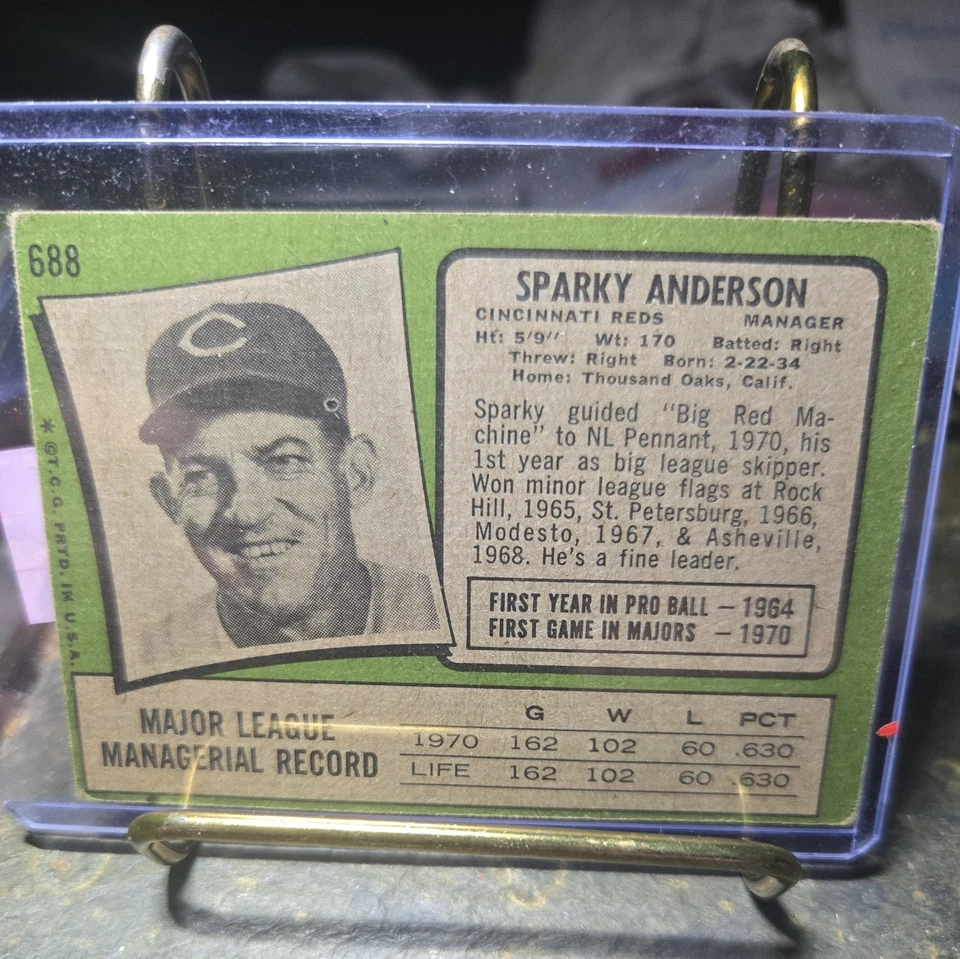 688
SPARKY ANDERSON
CINCINNATI REDS MANAGER
Ht: 5'9" Wt: 170 Batted: Right
Threw: Right Born: 2-22-34
Home: Thousand Oaks, Calif.
Sparky guided "Big Red Ma-
chine" to NL Pennant, 1970, his
1st year as big league skipper.
Won minor league flags at Rock
Hill, 1965, St. Petersburg, 1966,
Modesto, 1967, & Asheville,
1968. He's a fine leader.
FIRST YEAR IN PRO BALL — 1964
FIRST GAME IN MAJORS — 1970
* © T.C.G. PRTD. IN U.S.A.
MAJOR LEAGUE
MANAGERIAL RECORD
G W L PCT
1970 162 102 60 .630
LIFE 162 102 60 .630
C